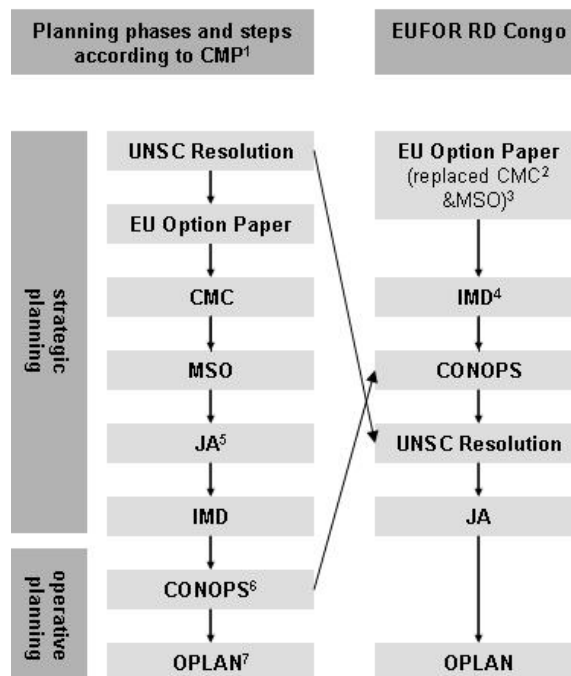 Planning phases and steps
according to CMP¹
EUFOR RD Congo
strategic
planning
operative
planning
UNSC Resolution
EU Option Paper
CMC
MSO
JA⁵
IMD
CONOPS⁶
OPLAN⁷
EU Option Paper
(replaced CMC²
&MSO)³
IMD⁴
CONOPS
UNSC Resolution
JA
OPLAN